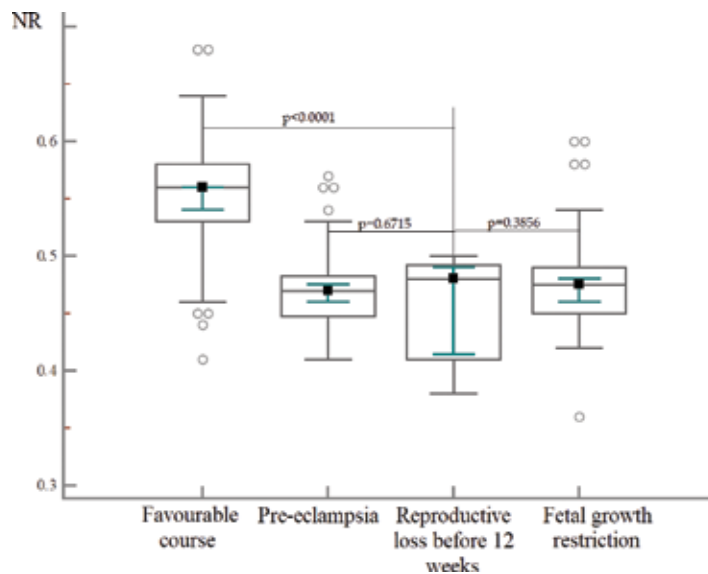 NR
p<0.0001
0.6
p=0.6715
p=0.3856
0.5
0.4
0.3
Favourable
course
Pre-eclampsia
Reproductive
loss before 12
weeks
Fetal growth
restriction